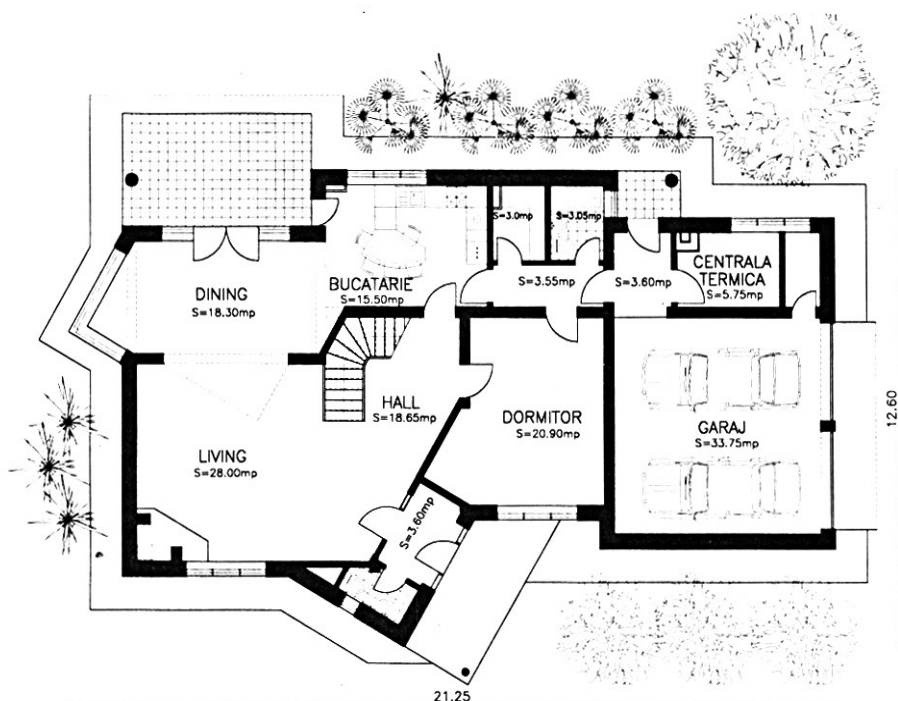 S=3.0mp
S=3.05mp
CENTRALA
TERMICA
S=5.75mp
BUCATARIE
S=15.50mp
S=3.55mp
S=3.60mp
DINING
S=18.30mp
HALL
S=18.65mp
DORMITOR
S=20.90mp
GARAJ
S=33.75mp
12.60
LIVING
S=28.00mp
S=3.60mp
21.25